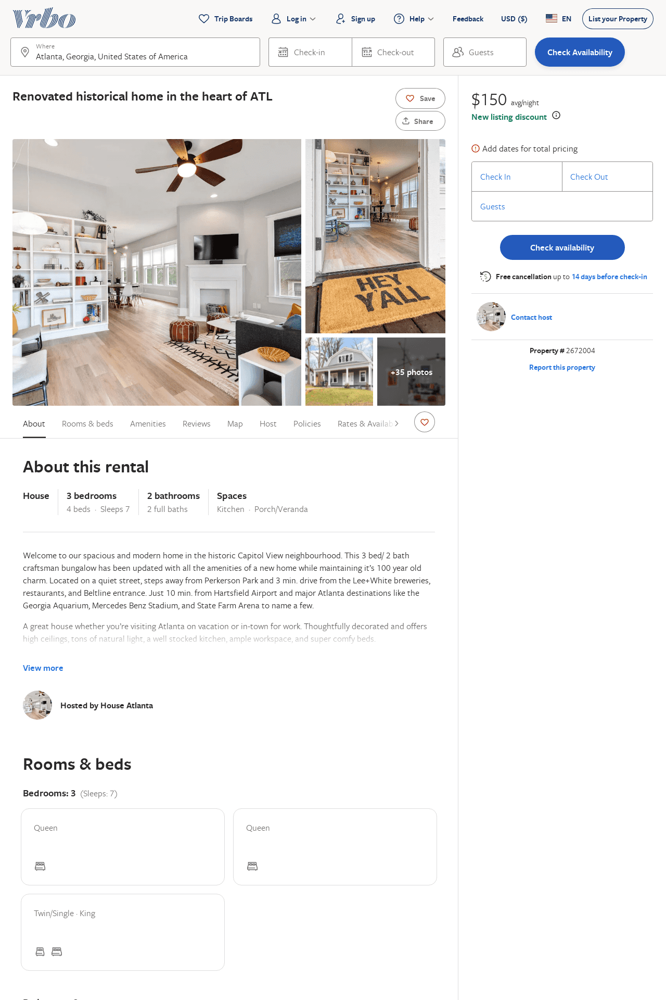 Vrbo
Trip Boards
Log in
Sign up
Help
Feedback
USD ($)
EN
List your Property
Where
Atlanta, Georgia, United States of America
Check-in
Check-out
Guests
Check Availability
Renovated historical home in the heart of ATL
Save
Share
HEY
Y'ALL
+35 photos
$150 avg/night
New listing discount
Add dates for total pricing
Check In
Check Out
Guests
Check availability
Free cancellation up to 14 days before check-in
Contact host
Property # 2672004
Report this property
About
Rooms & beds
Amenities
Reviews
Map
Host
Policies
Rates & Availab
About this rental
House
3 bedrooms
4 beds · Sleeps 7
2 bathrooms
2 full baths
Spaces
Kitchen · Porch/Veranda
Welcome to our spacious and modern home in the historic Capitol View neighbourhood. This 3 bed/ 2 bath
craftsman bungalow has been updated with all the amenities of a new home while maintaining it’s 100 year old
charm. Located on a quiet street, steps away from Perkerson Park and 3 min. drive from the Lee+White breweries,
restaurants, and Beltline entrance. Just 10 min. from Hartsfield Airport and major Atlanta destinations like the
Georgia Aquarium, Mercedes Benz Stadium, and State Farm Arena to name a few.
A great house whether you’re visiting Atlanta on vacation or in-town for work. Thoughtfully decorated and offers
high ceilings, tons of natural light, a well stocked kitchen, ample workspace, and super comfy beds.
View more
Hosted by House Atlanta
Rooms & beds
Bedrooms: 3 (Sleeps: 7)
Queen
Queen
Twin/Single · King